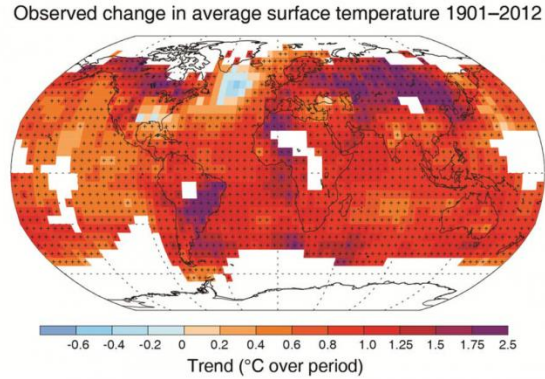 Observed change in average surface temperature 1901–2012
-0.6 -0.4 -0.2 0 0.2 0.4 0.6 0.8 1.0 1.25 1.5 1.75 2.5
Trend (°C over period)